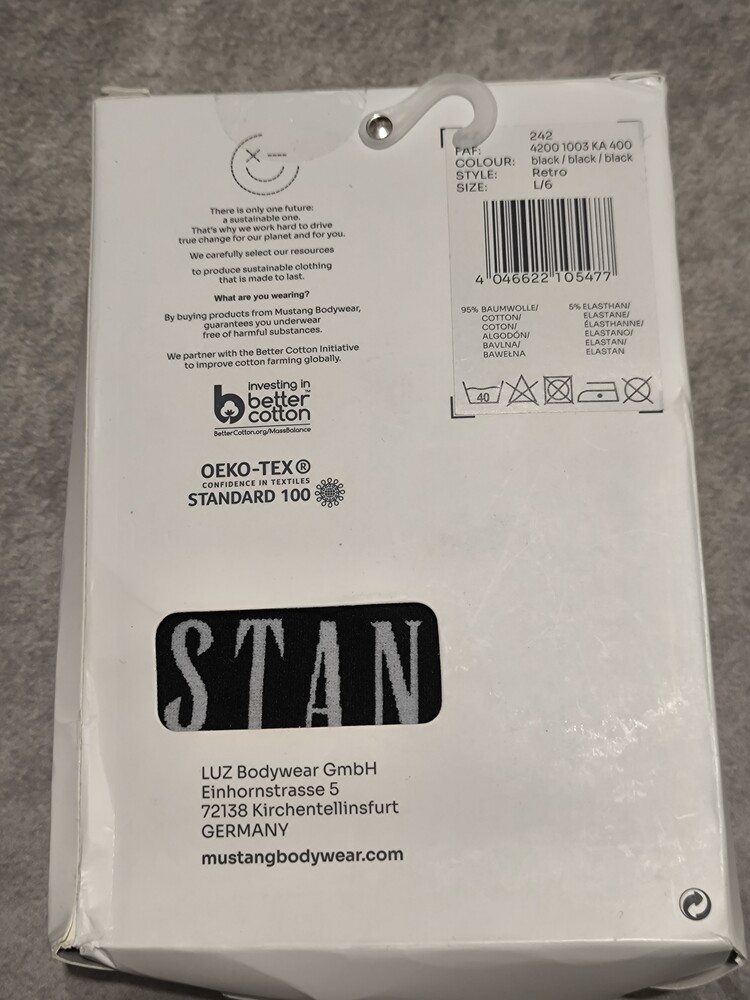 There is only one future:
a sustainable one.
That's why we work hard to drive
true change for our planet and for you.
We carefully select our resources
to produce sustainable clothing
that is made to last.
What are you wearing?
By buying products from Mustang Bodywear,
guarantees you underwear
free of harmful substances.
We partner with the Better Cotton Initiative
to improve cotton farming globally.
investing in
better™
cotton
BetterCotton.org/MassBalance
OEKO-TEX®
CONFIDENCE IN TEXTILES
STANDARD 100
242
FAF: 4200 1003 KA 400
COLOUR: black / black / black
STYLE: Retro
SIZE: L/6
4 046622 105477
95% BAUMWOLLE/
COTTON/
COTON/
ALGODÓN/
BAVLNA/
BAWEŁNA
5% ELASTHAN/
ELASTANE/
ÉLASTHANNE/
ELASTANO/
ELASTAN/
ELASTAN
40
STAN
LUZ Bodywear GmbH
Einhornstrasse 5
72138 Kirchentellinsfurt
GERMANY
mustangbodywear.com